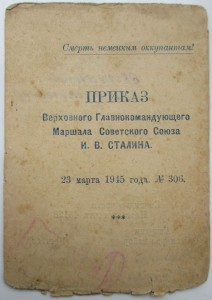 Смерть немецким оккупантам!
ПРИКАЗ
Верховного Главнокомандующего
Маршала Советского Союза
И. В. СТАЛИНА.
23 марта 1945 года. № 306.
***